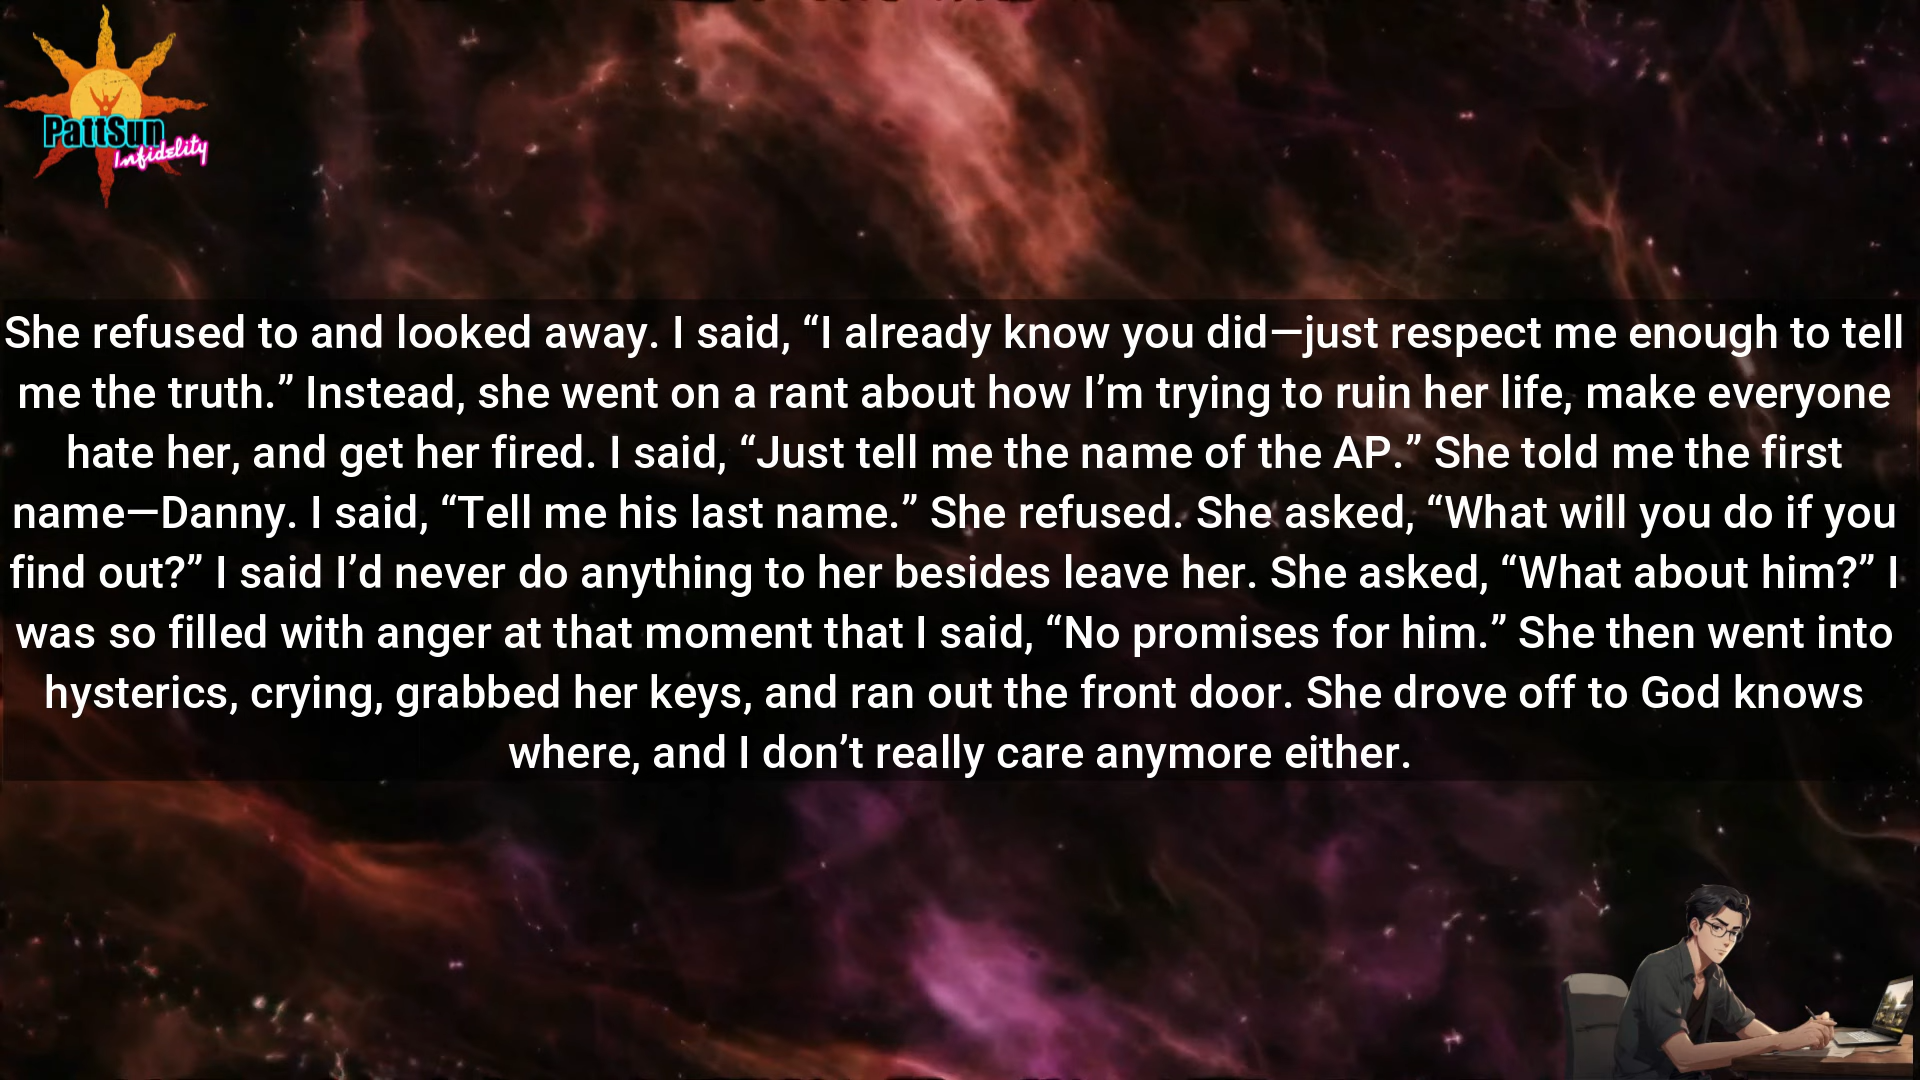 PattSun
Infidelity
She refused to and looked away. I said, “I already know you did—just respect me enough to tell
me the truth.” Instead, she went on a rant about how I’m trying to ruin her life, make everyone
hate her, and get her fired. I said, “Just tell me the name of the AP.” She told me the first
name—Danny. I said, “Tell me his last name.” She refused. She asked, “What will you do if you
find out?” I said I’d never do anything to her besides leave her. She asked, “What about him?” I
was so filled with anger at that moment that I said, “No promises for him.” She then went into
hysterics, crying, grabbed her keys, and ran out the front door. She drove off to God knows
where, and I don’t really care anymore either.